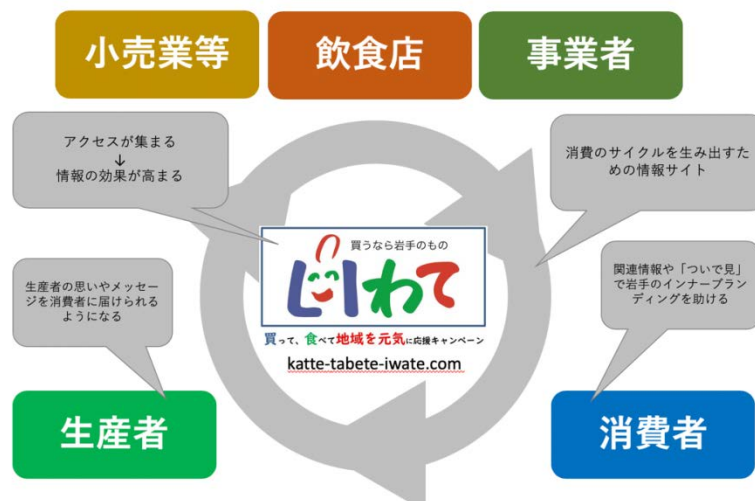 小売業等
飲食店
事業者
アクセスが集まる
↓
情報の効果が高まる
消費のサイクルを生み出すた
めの情報サイト
買うなら岩手のもの
いわて
買って、食べて地域を元気に応援キャンペーン
katte-tabete-iwate.com
生産者の思いやメッセ
ージを消費者に届けられる
ようになる
関連情報や「ついで見」
で岩手のインナーブラン
ディングを助ける
生産者
消費者